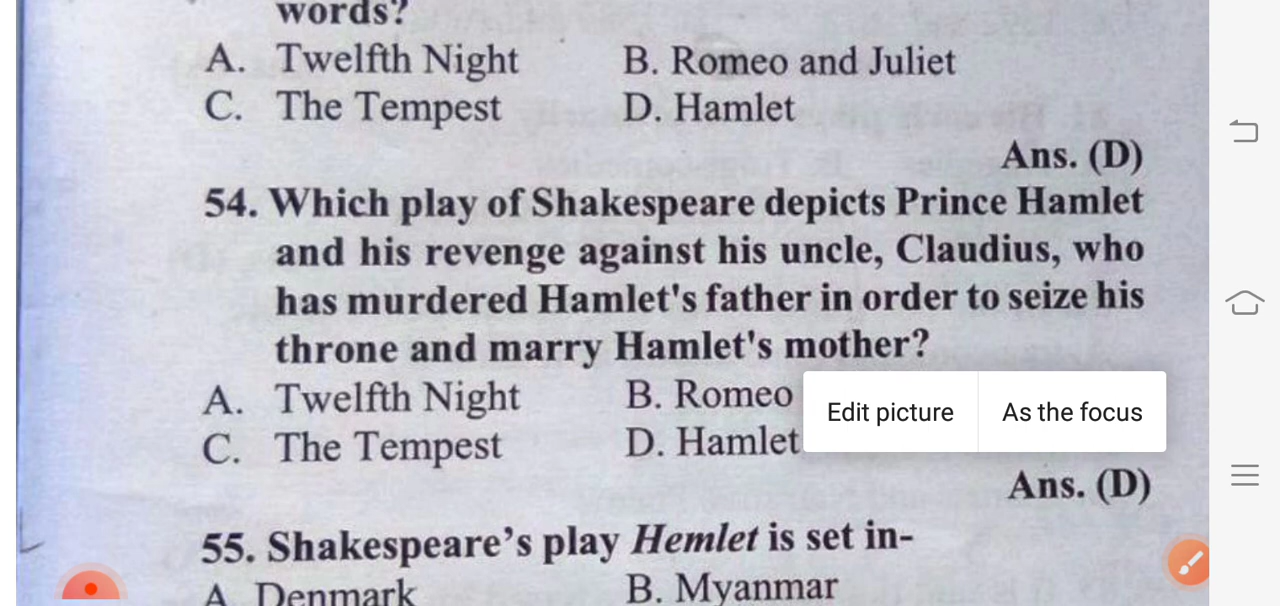 words?
A. Twelfth Night B. Romeo and Juliet
C. The Tempest D. Hamlet
Ans. (D)
54. Which play of Shakespeare depicts Prince Hamlet
and his revenge against his uncle, Claudius, who
has murdered Hamlet's father in order to seize his
throne and marry Hamlet's mother?
A. Twelfth Night B. Romeo
Edit picture As the focus
C. The Tempest D. Hamlet
Ans. (D)
55. Shakespeare's play Hemlet is set in-
A Denmark B. Myanmar